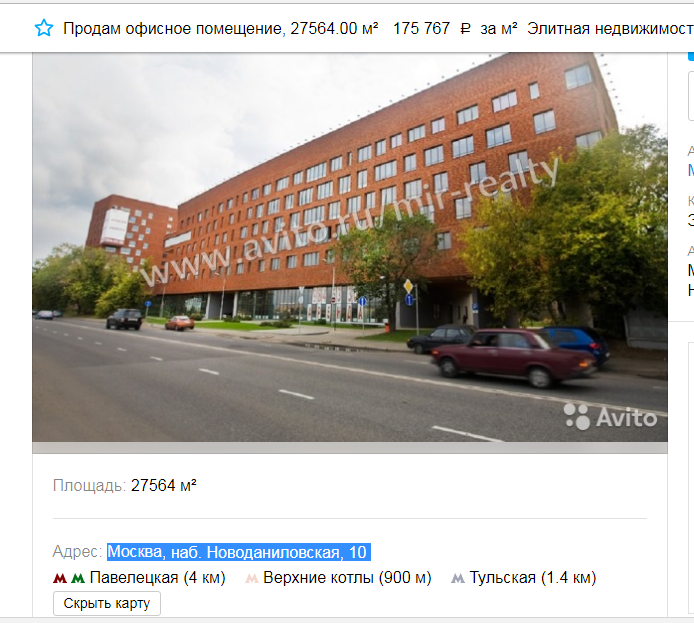 Продам офисное помещение, 27564.00 м² 175 767 ₽ за м² Элитная недвижимост
www.avito.ru/mir-realty
Avito
Площадь: 27564 м²
Адрес: Москва, наб. Новоданиловская, 10
Павелецкая (4 км) Верхние котлы (900 м) Тульская (1.4 км)
Скрыть карту